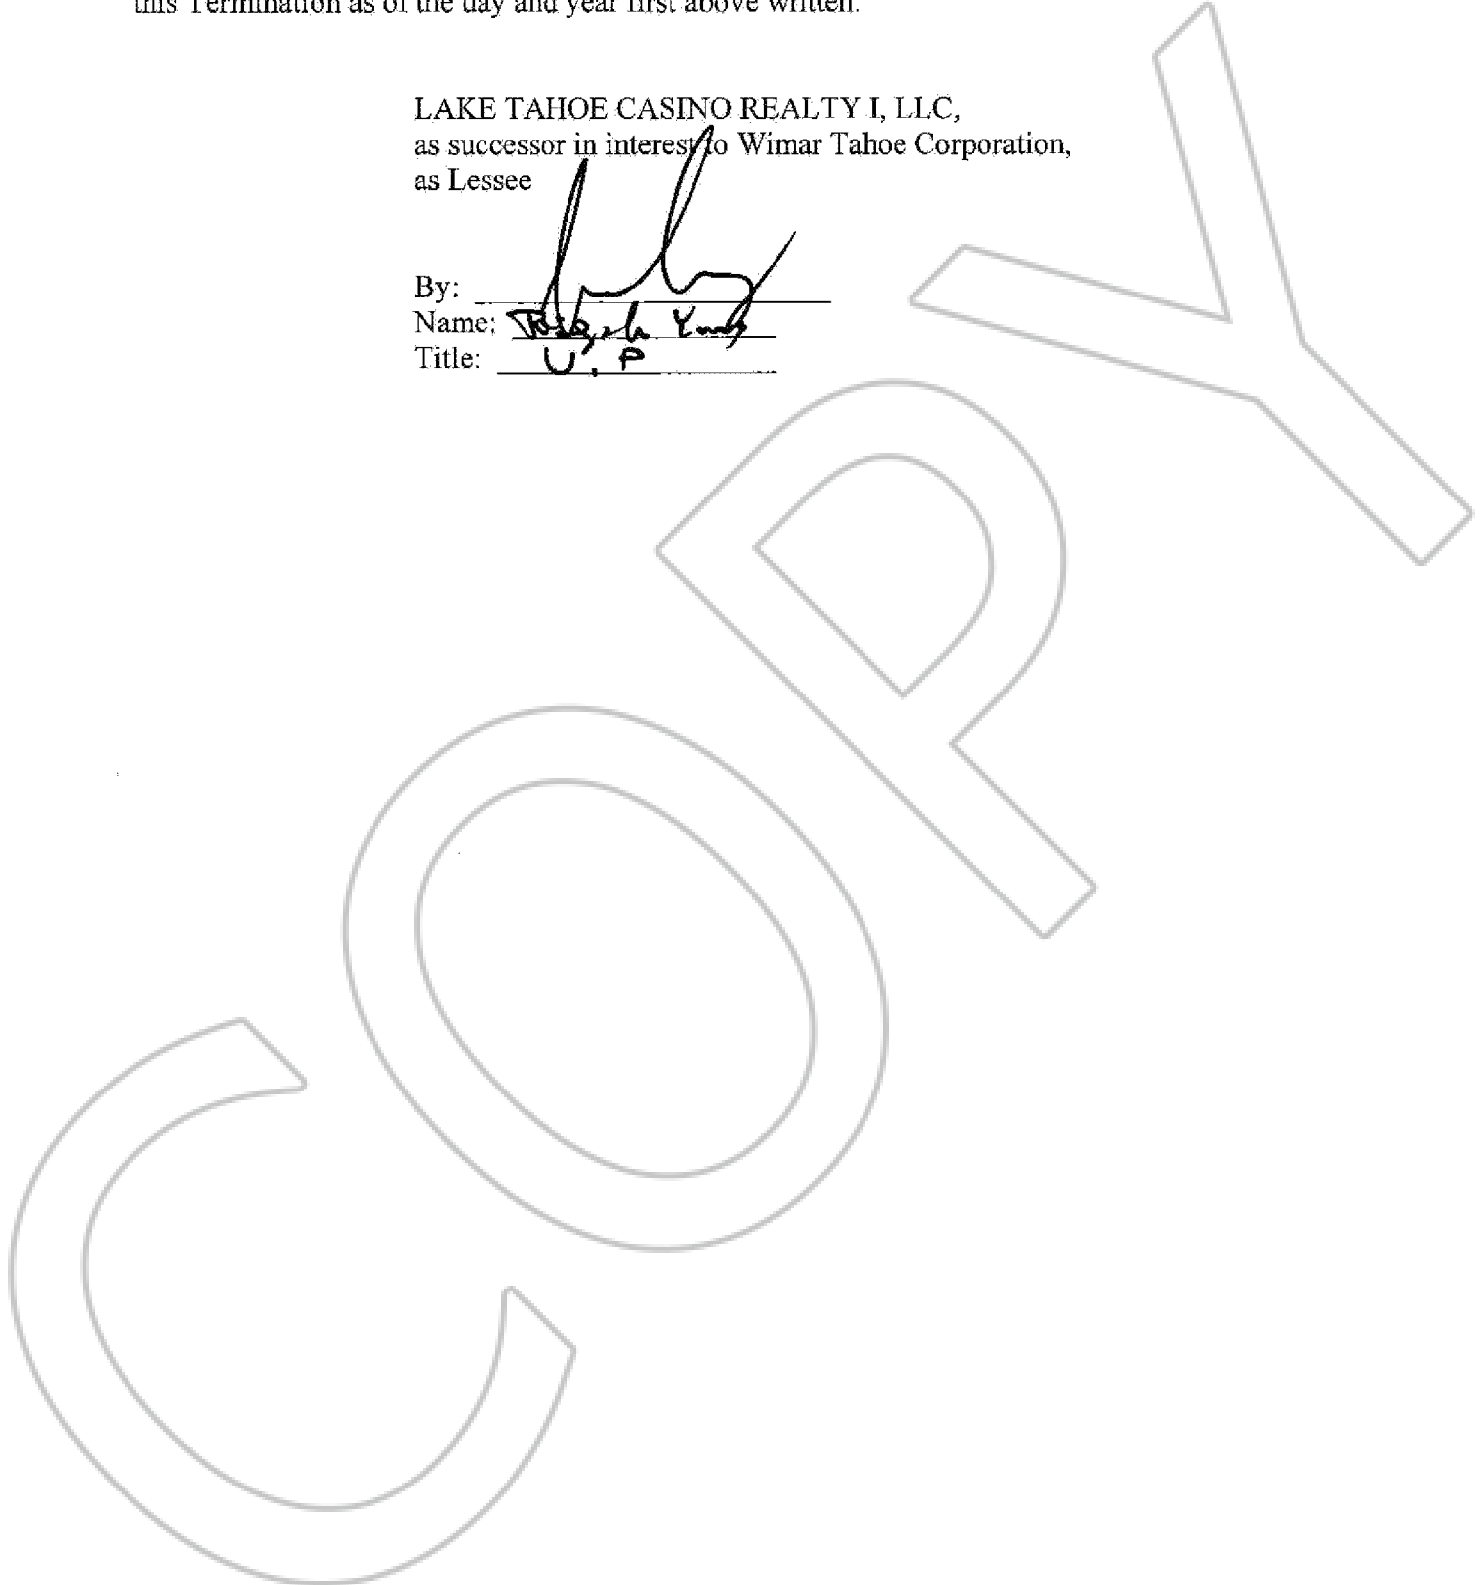 this Termination as of the day and year first above written.
LAKE TAHOE CASINO REALTY I, LLC,
as successor in interest to Wimar Tahoe Corporation,
as Lessee
By:
Name: Joseph
Title: V.P
COPY